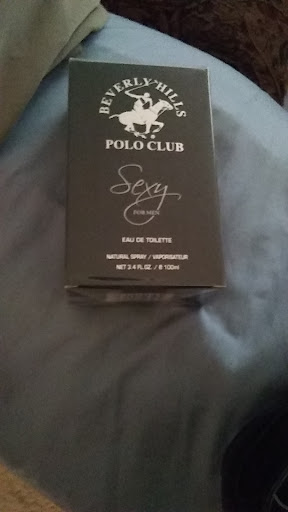 BEVERLY HILLS
POLO CLUB
Sexy
FOR MEN
EAU DE TOILETTE
NATURAL SPRAY / VAPORISATEUR
NET 3.4 FL.OZ. / ℮ 100ml